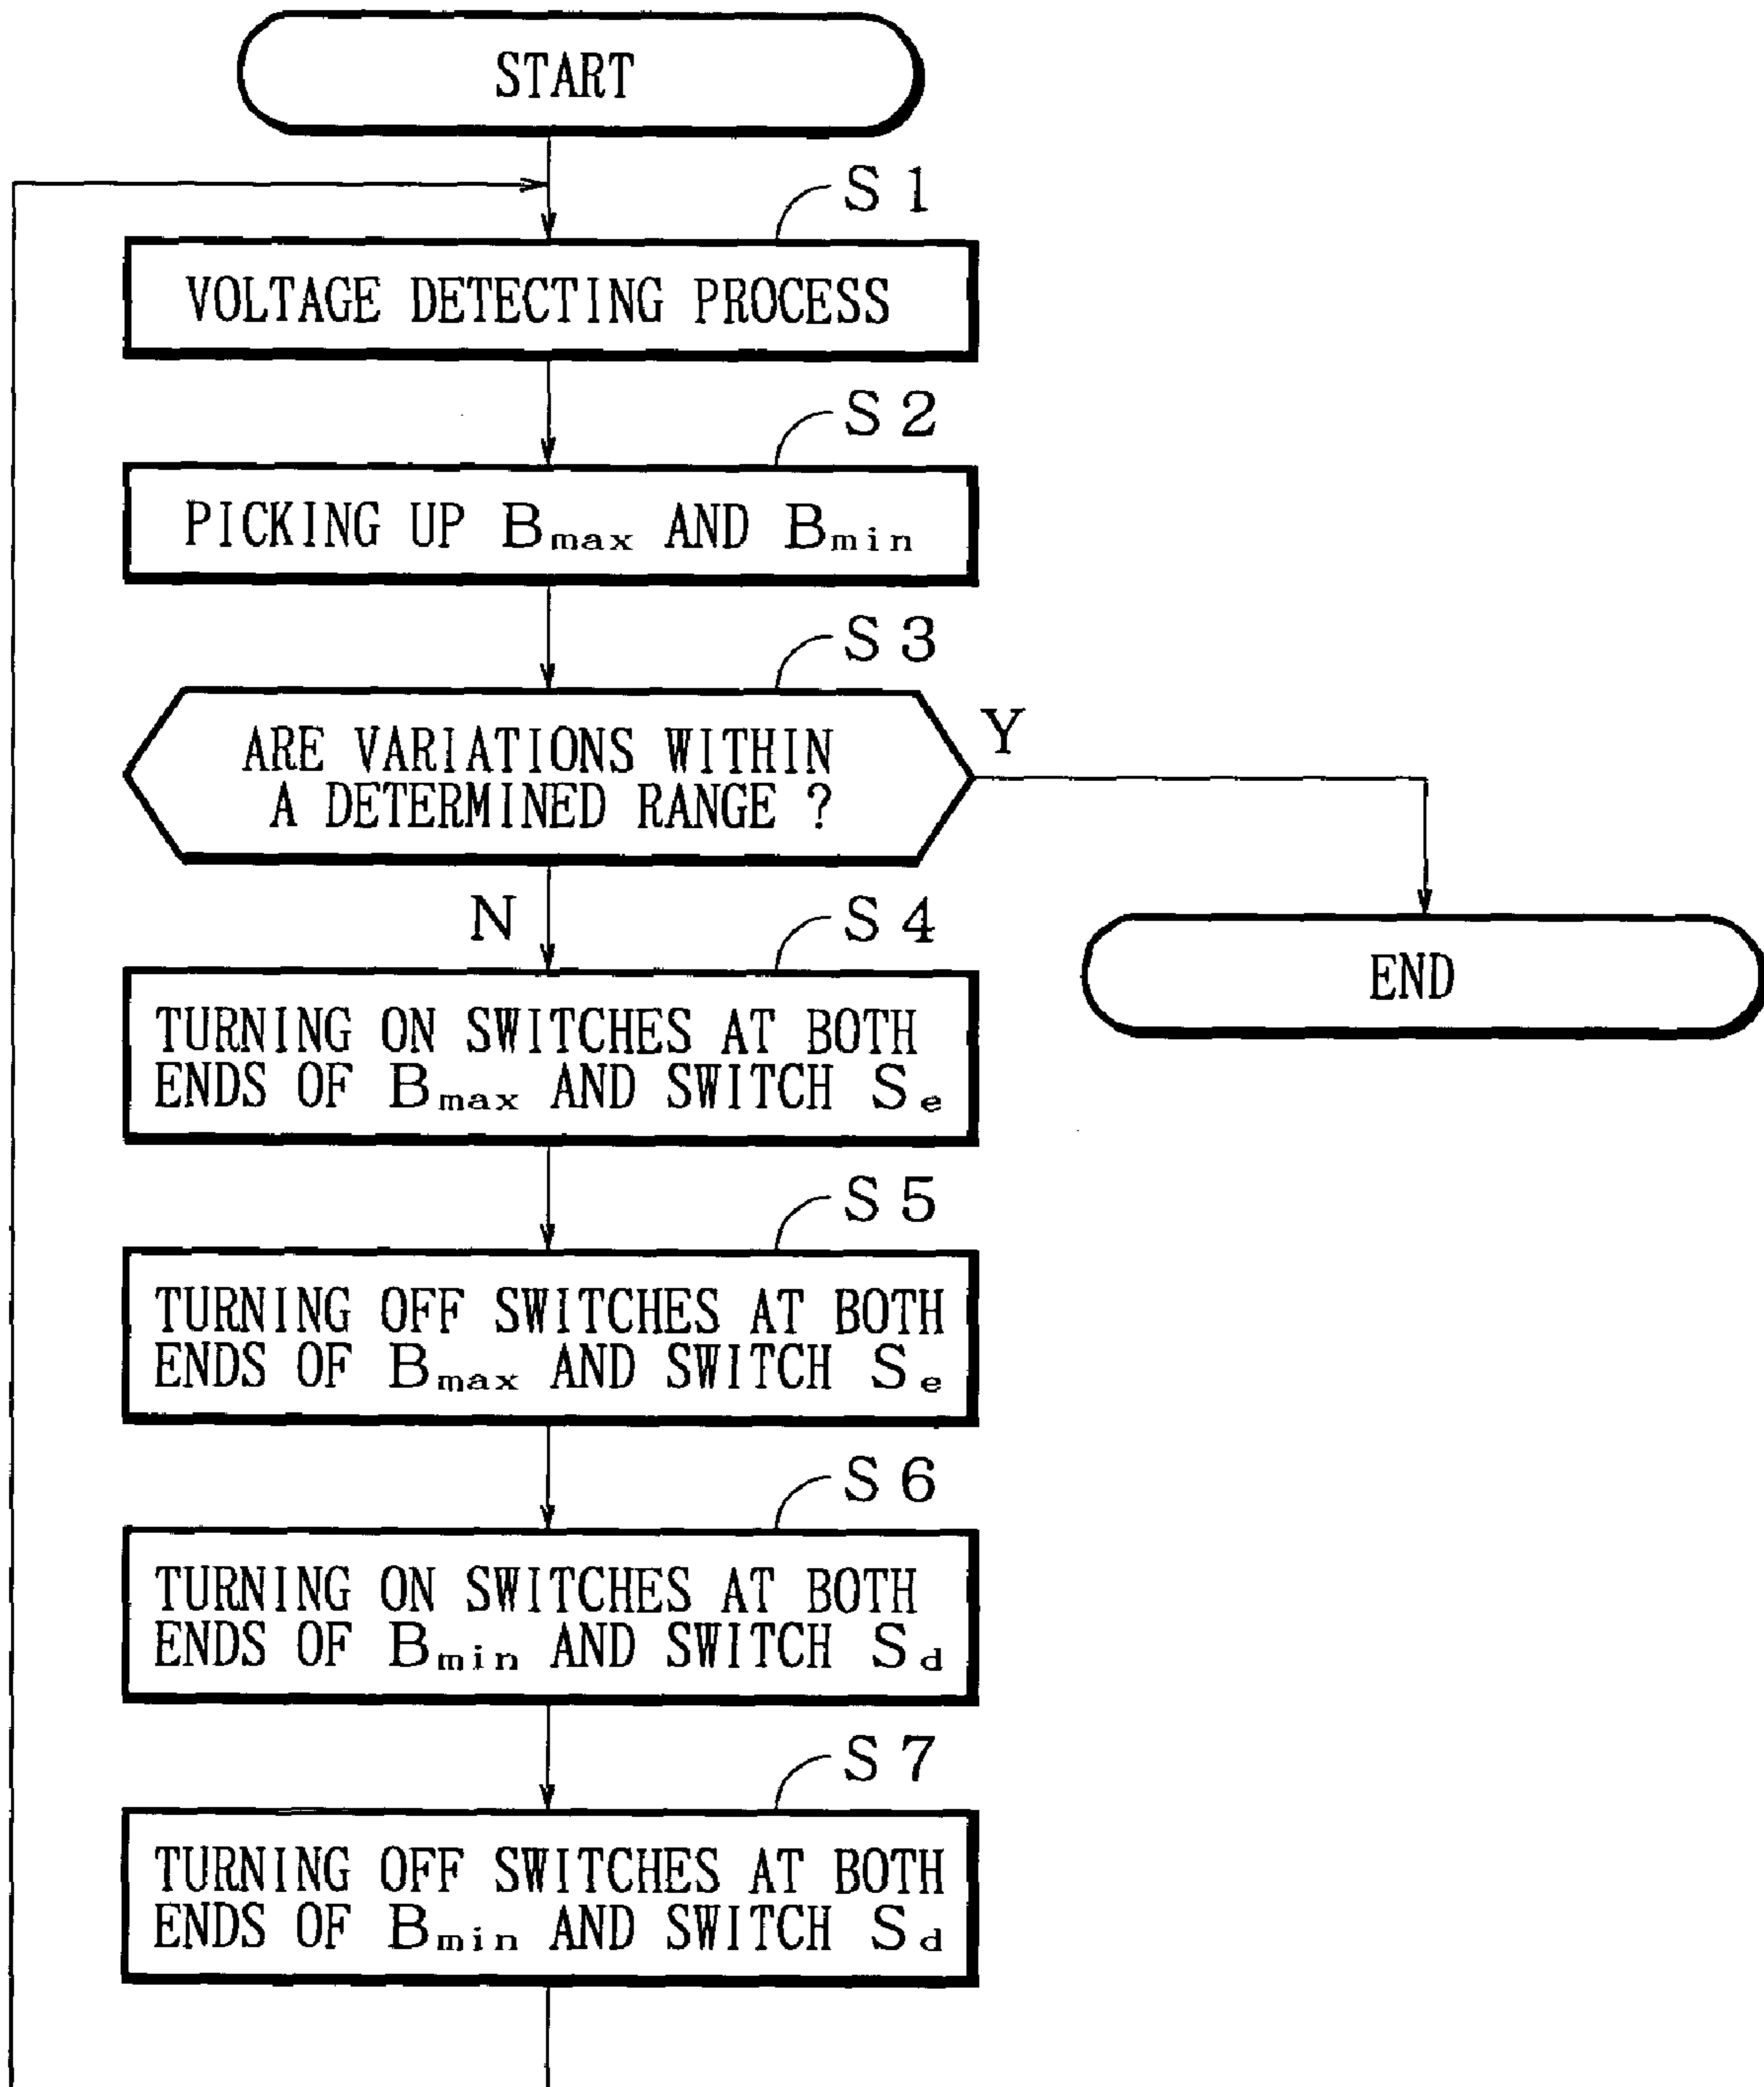 START
S1
VOLTAGE DETECTING PROCESS
S2
PICKING UP Bmax AND Bmin
S3
ARE VARIATIONS WITHIN
A DETERMINED RANGE ?
Y
N
END
S4
TURNING ON SWITCHES AT BOTH
ENDS OF Bmax AND SWITCH Se
S5
TURNING OFF SWITCHES AT BOTH
ENDS OF Bmax AND SWITCH Se
S6
TURNING ON SWITCHES AT BOTH
ENDS OF Bmin AND SWITCH Sd
S7
TURNING OFF SWITCHES AT BOTH
ENDS OF Bmin AND SWITCH Sd